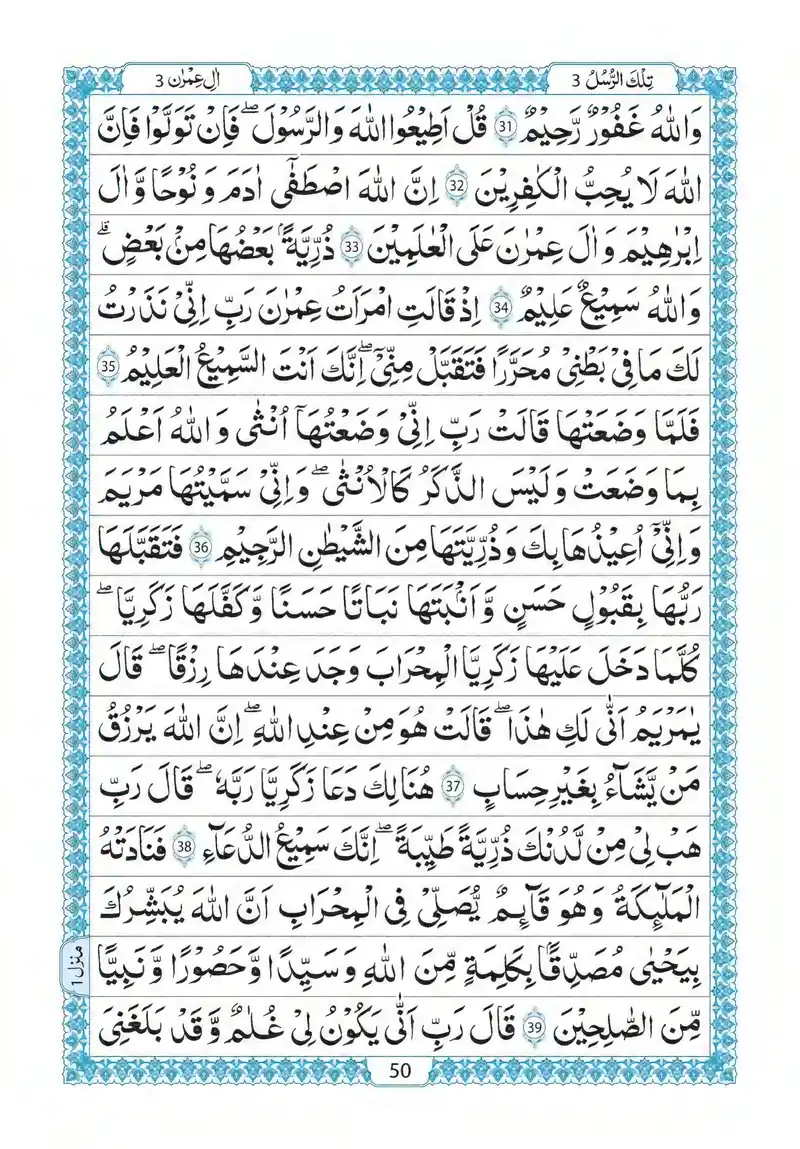 تِلْكَ الرُّسُلُ 3
اٰلِ عِمْرٰن 3
وَاللّٰهُ غَفُوْرٌ رَّحِيْمٌ 31 قُلْ اَطِيْعُوا اللّٰهَ وَالرَّسُوْلَ ۖ فَاِنْ تَوَلَّوْا فَاِنَّ
اللّٰهَ لَا يُحِبُّ الْكٰفِرِيْنَ 32 اِنَّ اللّٰهَ اصْطَفٰٓى اٰدَمَ وَ نُوْحًا وَّ اٰلَ
اِبْرٰهِيْمَ وَ اٰلَ عِمْرٰنَ عَلَى الْعٰلَمِيْنَ 33 ذُرِّيَّةًۢ بَعْضُهَا مِنْۢ بَعْضٍ ۗ
وَاللّٰهُ سَمِيْعٌ عَلِيْمٌ 34 اِذْ قَالَتِ امْرَاَتُ عِمْرٰنَ رَبِّ اِنِّيْ نَذَرْتُ
لَكَ مَا فِيْ بَطْنِيْ مُحَرَّرًا فَتَقَبَّلْ مِنِّيْ ۖ اِنَّكَ اَنْتَ السَّمِيْعُ الْعَلِيْمُ 35
فَلَمَّا وَضَعَتْهَا قَالَتْ رَبِّ اِنِّيْ وَضَعْتُهَاۤ اُنْثٰى وَ اللّٰهُ اَعْلَمُ
بِمَا وَضَعَتْ وَ لَيْسَ الذَّكَرُ كَالْاُنْثٰى ۖ وَ اِنِّيْ سَمَّيْتُهَا مَرْيَمَ
وَ اِنِّيْۤ اُعِيْذُهَا بِكَ وَ ذُرِّيَّتَهَا مِنَ الشَّيْطٰنِ الرَّجِيْمِ 36 فَتَقَبَّلَهَا
رَبُّهَا بِقَبُوْلٍ حَسَنٍ وَّ اَنْۢبَتَهَا نَبَاتًا حَسَنًا وَّ كَفَّلَهَا زَكَرِيَّا ۖ
كُلَّمَا دَخَلَ عَلَيْهَا زَكَرِيَّا الْمِحْرَابَ وَجَدَ عِنْدَهَا رِزْقًا ۖ قَالَ
يٰمَرْيَمُ اَنّٰى لَكِ هٰذَا ۖ قَالَتْ هُوَ مِنْ عِنْدِ اللّٰهِ ۖ اِنَّ اللّٰهَ يَرْزُقُ
مَنْ يَّشَآءُ بِغَيْرِ حِسَابٍ 37 هُنَالِكَ دَعَا زَكَرِيَّا رَبَّهٗ ۖ قَالَ رَبِّ
هَبْ لِيْ مِنْ لَّدُنْكَ ذُرِّيَّةً طَيِّبَةً ۖ اِنَّكَ سَمِيْعُ الدُّعَآءِ 38 فَنَادَتْهُ
الْمَلٰٓئِكَةُ وَ هُوَ قَآئِمٌ يُّصَلِّيْ فِي الْمِحْرَابِ اَنَّ اللّٰهَ يُبَشِّرُكَ
بِيَحْيٰى مُصَدِّقًۢا بِكَلِمَةٍ مِّنَ اللّٰهِ وَ سَيِّدًا وَّ حَصُوْرًا وَّ نَبِيًّا
مِّنَ الصّٰلِحِيْنَ 39 قَالَ رَبِّ اَنّٰى يَكُوْنُ لِيْ غُلٰمٌ وَّ قَدْ بَلَغَنِيَ
منزل 1
50